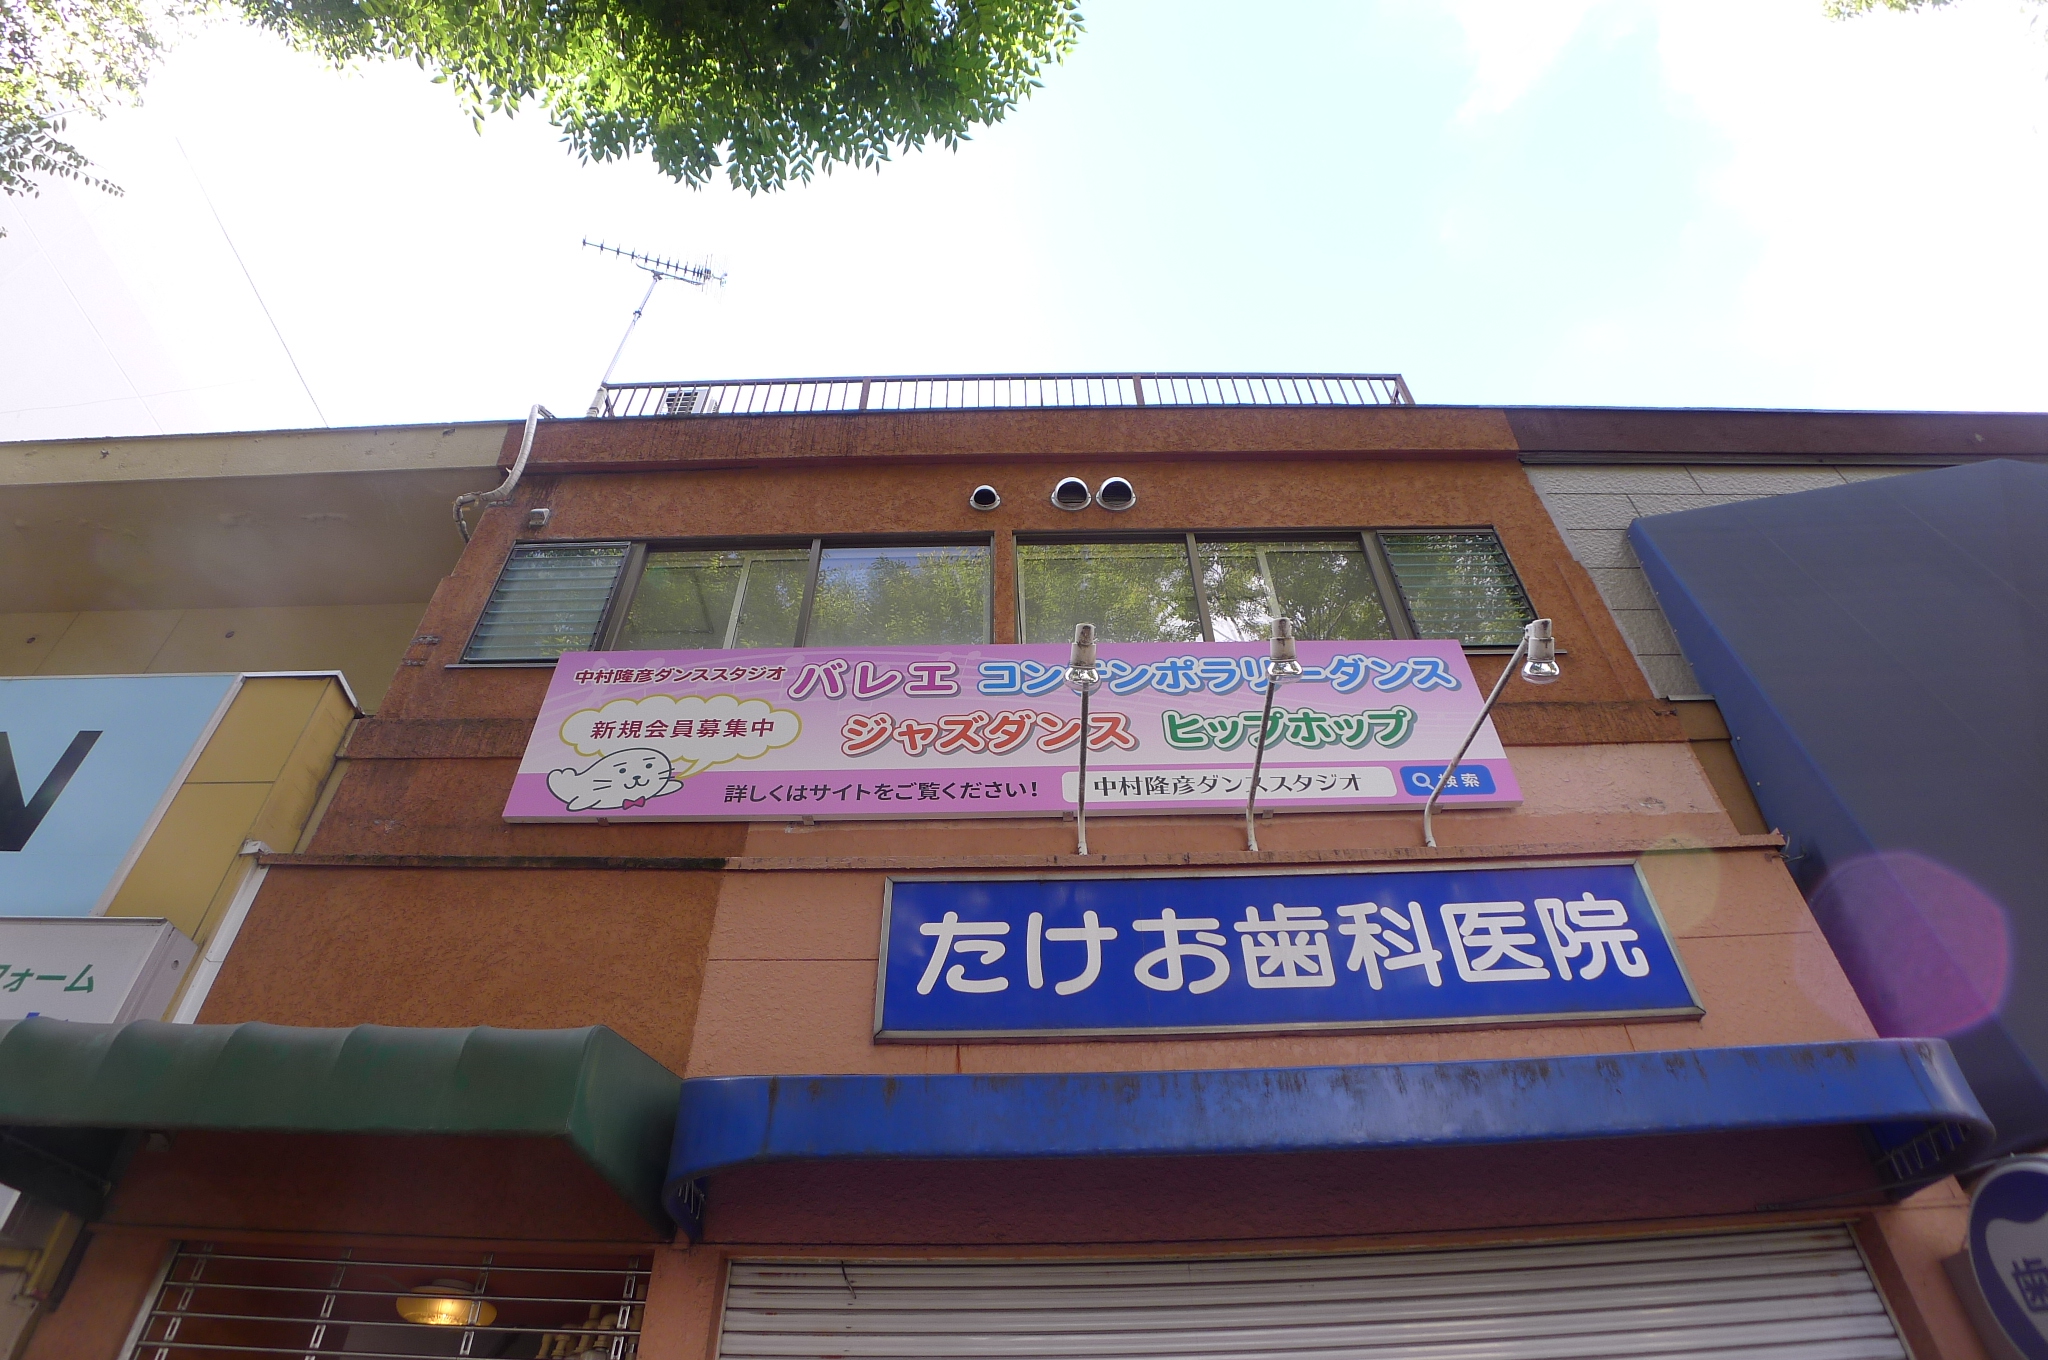 中村隆彦ダンススタジオ バレエ コンテンポラリーダンス
新規会員募集中 ジャズダンス ヒップホップ
詳しくはサイトをご覧ください! 中村隆彦ダンススタジオ 検索
たけお歯科医院
N
フォーム
歯